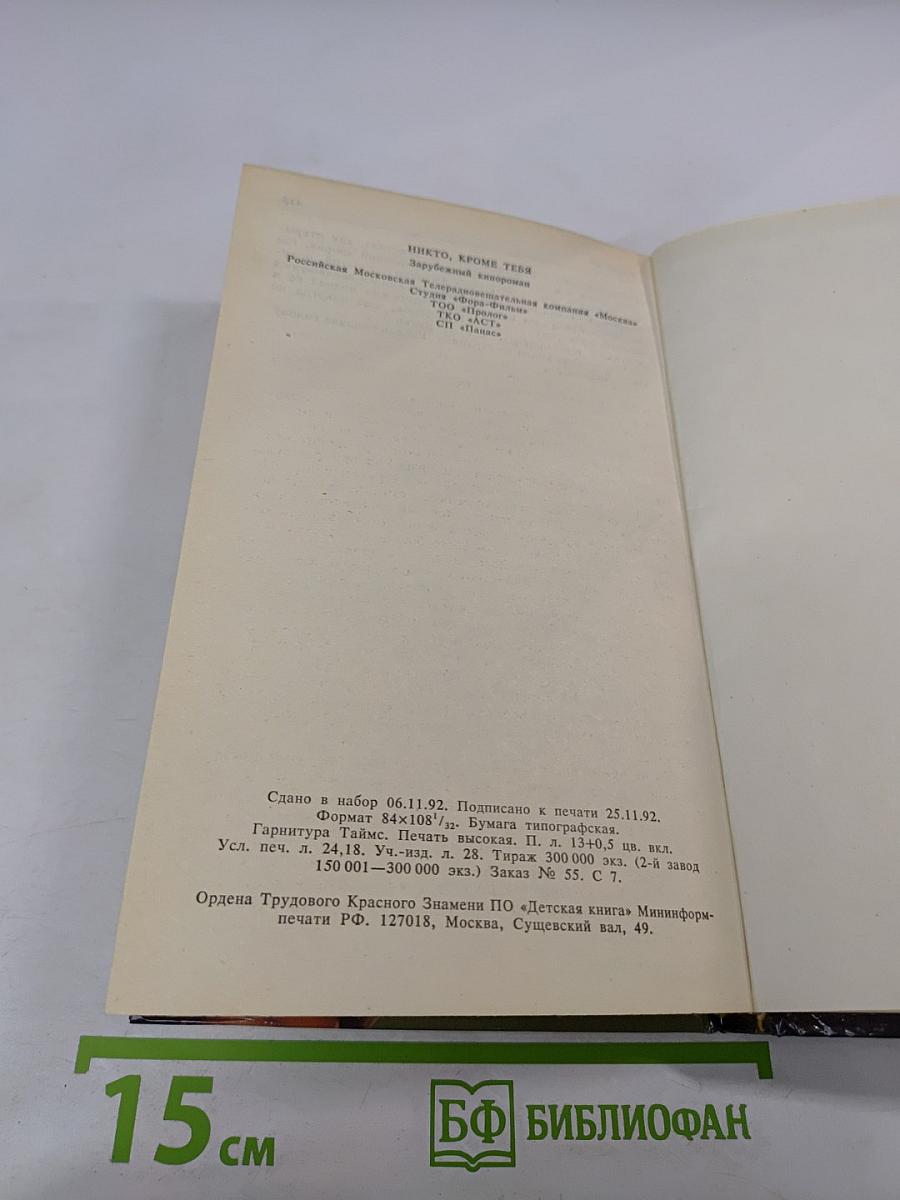 НИКТО, КРОМЕ ТЕБЯ
Зарубежный кинороман
Российская Московская Телерадиовещательная компания «Москва»
Студия «Фора-Фильм»
ТОО «Пролог»
ТКО «АСТ»
СП «Панас»
Сдано в набор 06.11.92. Подписано к печати 25.11.92.
Формат 84×108¹/₃₂. Бумага типографская.
Гарнитура Таймс. Печать высокая. П. л. 13+0,5 цв. вкл.
Усл. печ. л. 24,18. Уч.-изд. л. 28. Тираж 300 000 экз. (2-й завод
150 001—300 000 экз.) Заказ № 55. С 7.
Ордена Трудового Красного Знамени ПО «Детская книга» Мининформ-
печати РФ. 127018, Москва, Сущевский вал, 49.
15 см
БФ БИБЛИОФАН